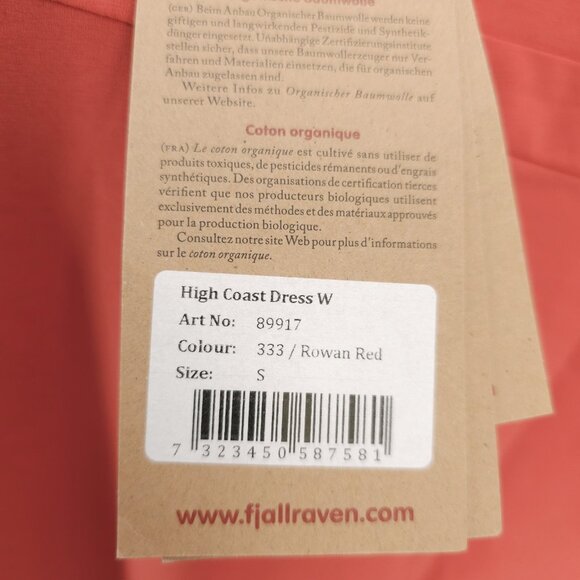 Organische Baumwolle
(GER) Beim Anbau Organischer Baumwolle werden keine
giftigen und langwirkenden Pestizide und Synthetik-
dünger eingesetzt. Unabhängige Zertifizierungsinstitute
stellen sicher, dass unsere Baumwollerzeuger nur Ver-
fahren und Materialien einsetzen, die für organischen
Anbau zugelassen sind.
Weitere Infos zu Organischer Baumwolle auf
unserer Website.
Coton organique
(FRA) Le coton organique est cultivé sans utiliser de
produits toxiques, de pesticides rémanents ou d'engrais
synthétiques. Des organisations de certification tierces
vérifient que nos producteurs biologiques utilisent
exclusivement des méthodes et des matériaux approuvés
pour la production biologique.
Consultez notre site Web pour plus d'informations
sur le coton organique.
High Coast Dress W
Art No: 89917
Colour: 333 / Rowan Red
Size: S
7 323450 587581
www.fjallraven.com